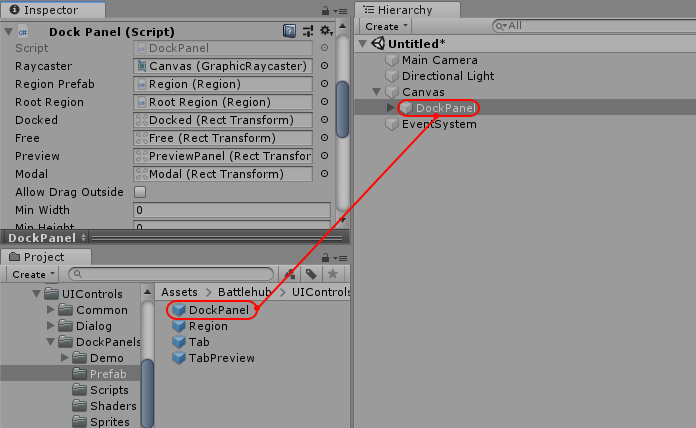 Inspector
Dock Panel (Script)
Script DockPanel
Raycaster Canvas (GraphicRaycaster)
Region Prefab Region (Region)
Root Region Root Region (Region)
Docked Docked (Rect Transform)
Free Free (Rect Transform)
Preview PreviewPanel (Rect Transfor
Modal Modal (Rect Transform)
Allow Drag Outside
Min Width 0
Min Height 0
DockPanel
Project
Create
UIControls
Common
Dialog
DockPanels
Demo
Prefab
Scripts
Shaders
Sprites
Assets Battlehub UIControls
DockPanel
Region
Tab
TabPreview
Hierarchy
Create All
Untitled*
Main Camera
Directional Light
Canvas
DockPanel
EventSystem